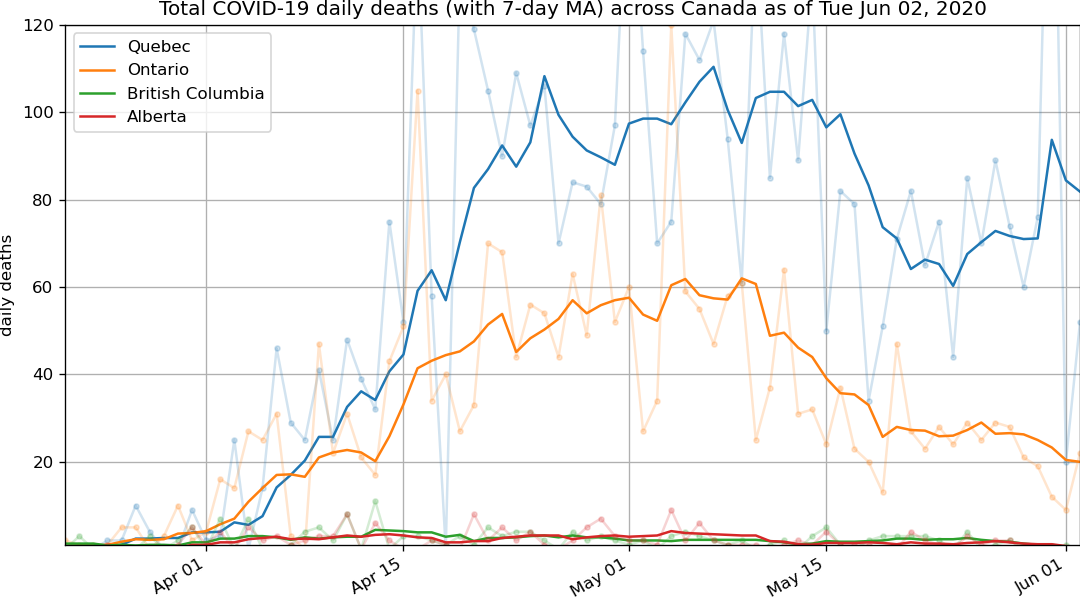 Total COVID-19 daily deaths (with 7-day MA) across Canada as of Tue Jun 02, 2020
120
100
80
60
40
20
daily deaths
Quebec
Ontario
British Columbia
Alberta
Apr 01
Apr 15
May 01
May 15
Jun 01